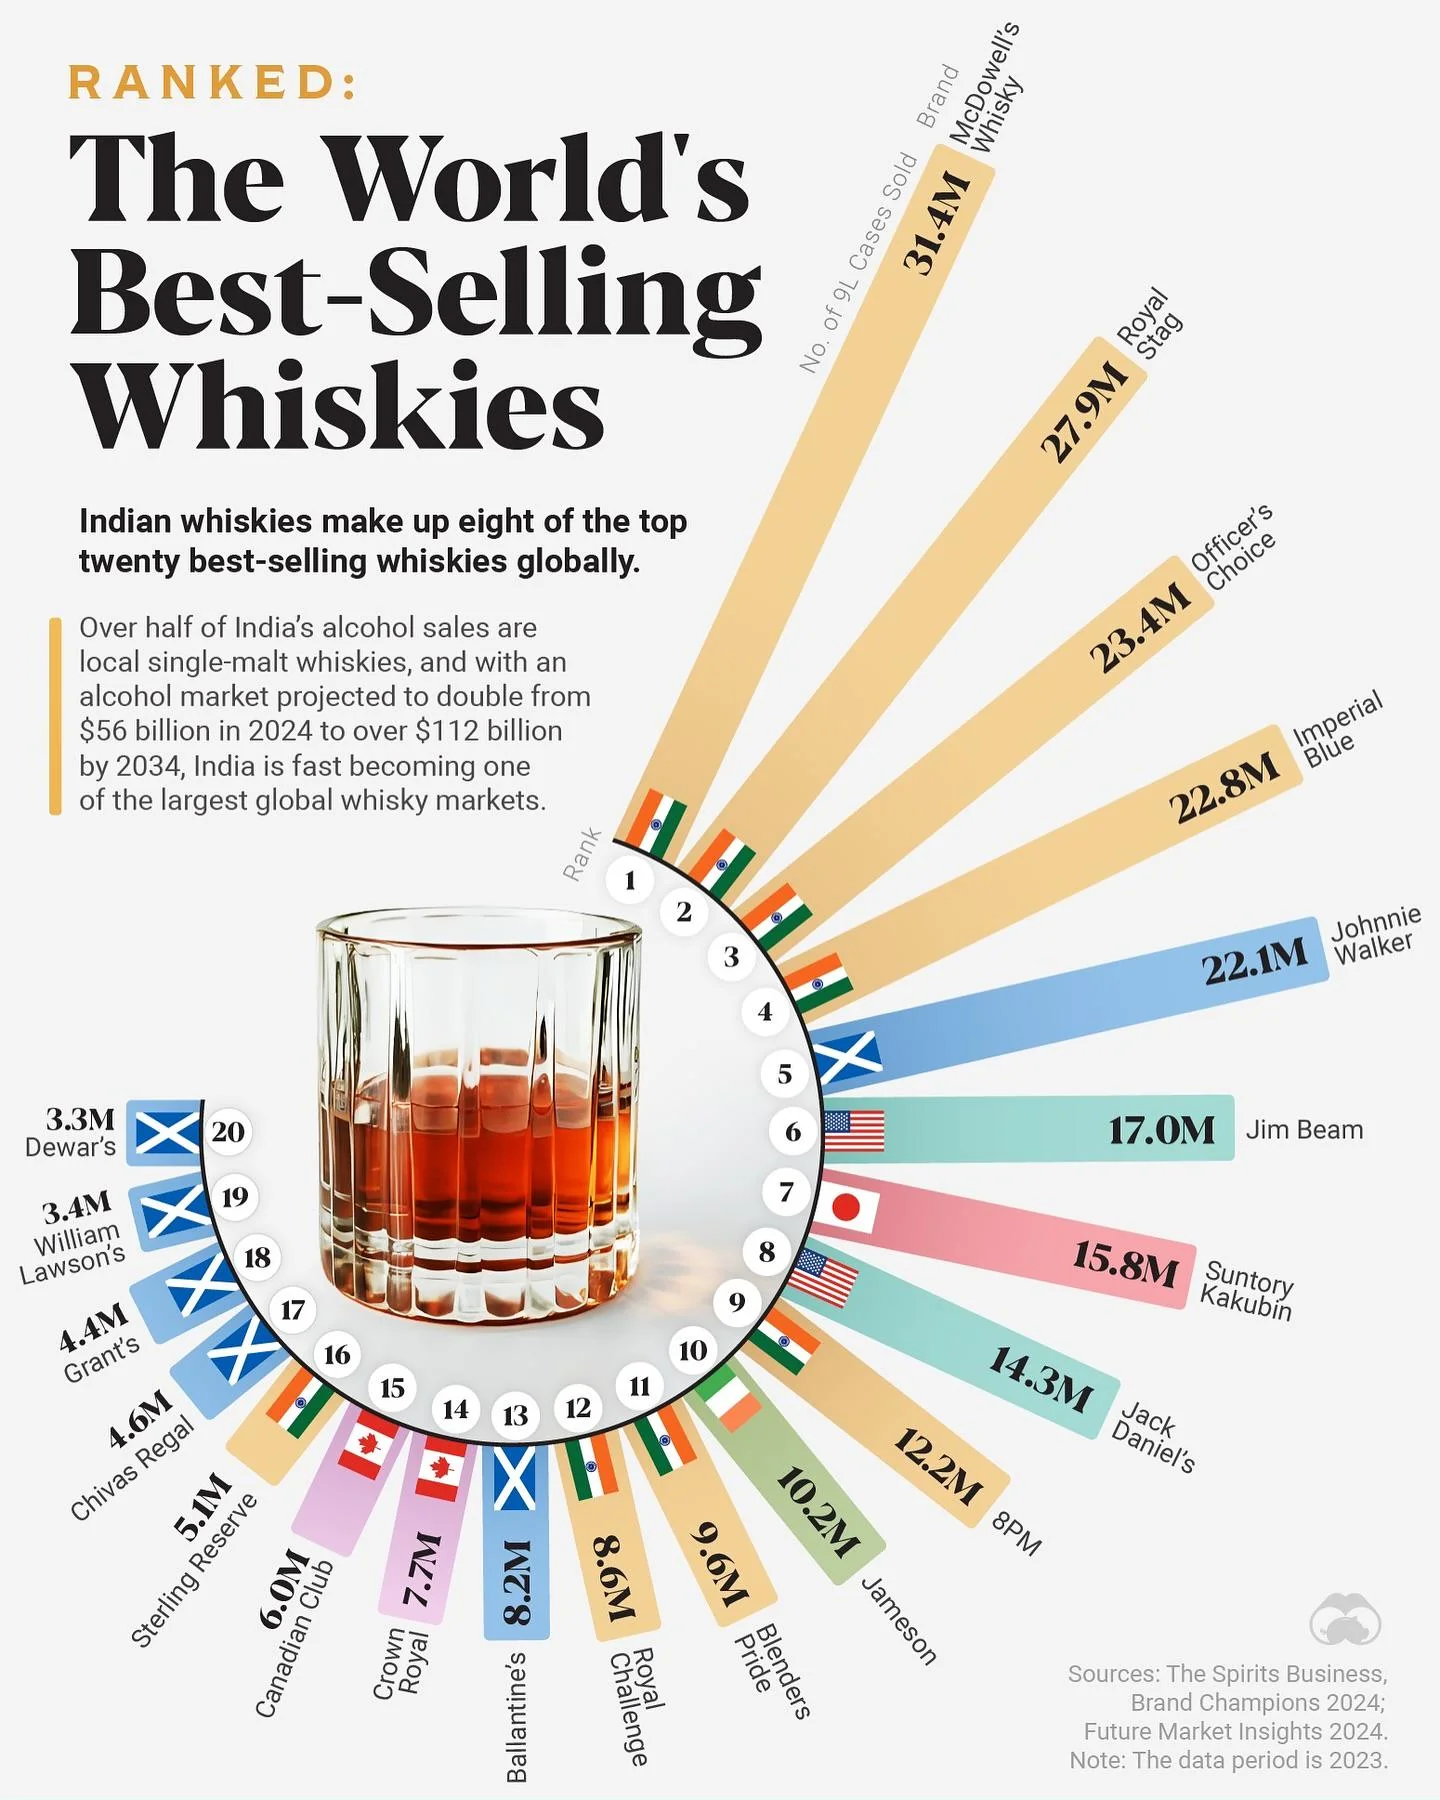 RANKED:
The World's
Best-Selling
Whiskies
Indian whiskies make up eight of the top
twenty best-selling whiskies globally.
Over half of India's alcohol sales are
local single-malt whiskies, and with an
alcohol market projected to double from
$56 billion in 2024 to over $112 billion
by 2034, India is fast becoming one
of the largest global whisky markets.
Rank
No. of 9L Cases Sold
Brand
1
31.4M
McDowell's
Whisky
2
27.9M
Royal
Stag
3
23.4M
Officer's
Choice
4
22.8M
Imperial
Blue
5
22.1M
Johnnie
Walker
6
17.0M
Jim Beam
7
15.8M
Suntory
Kakubin
8
14.3M
Jack
Daniel's
9
12.2M
8PM
10
10.2M
Jameson
11
9.6M
Blenders
Pride
12
8.6M
Royal
Challenge
13
8.2M
Ballantine's
14
7.7M
Crown
Royal
15
6.0M
Canadian Club
16
5.1M
Sterling Reserve
17
4.6M
Chivas Regal
18
4.4M
Grant's
19
3.4M
William
Lawson's
20
3.3M
Dewar's
Sources: The Spirits Business,
Brand Champions 2024;
Future Market Insights 2024.
Note: The data period is 2023.